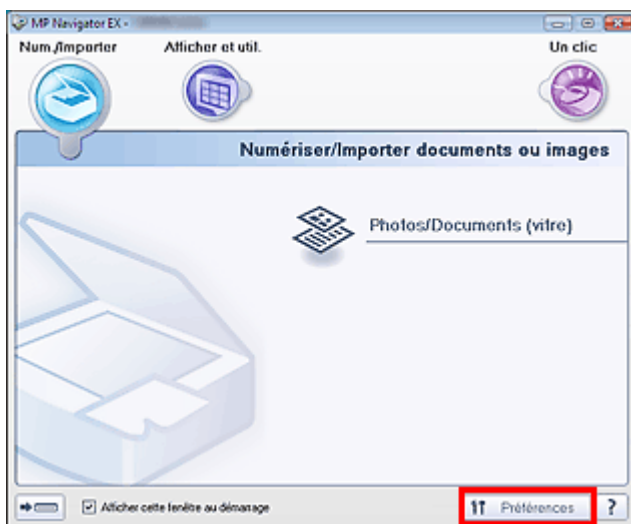 MP Navigator EX -
Num./Importer
Afficher et util.
Un clic
Numériser/Importer documents ou images
Photos/Documents (vitre)
Afficher cette fenêtre au démarrage
Préférences
?